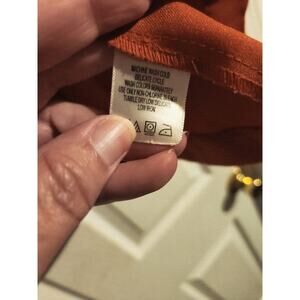 MACHINE WASH COLD
DELICATE CYCLE
WASH COLORS SEPARATELY
USE ONLY NON-CHLORINE BLEACH
TUMBLE DRY LOW DELICATE
LOW IRON